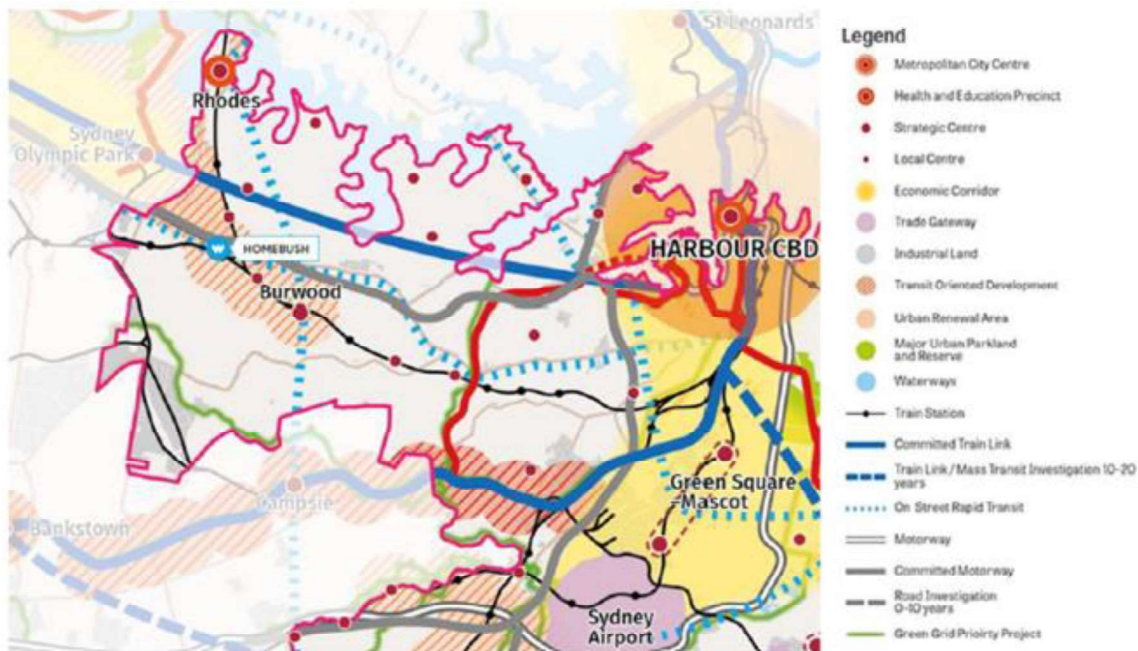 St Leonards
Rhodes
Sydney
Olympic Park
HOMEBUSH
HARBOUR CBD
Burwood
Campsie
Green Square
-Mascot
Bankstown
Sydney
Airport
Legend
Metropolitan City Centre
Health and Education Precinct
Strategic Centre
Local Centre
Economic Corridor
Trade Gateway
Industrial Land
Transit Oriented Development
Urban Renewal Area
Major Urban Parkland
and Reserve
Waterways
Train Station
Committed Train Link
Train Link / Mass Transit Investigation 10-20
years
On Street Rapid Transit
Motorway
Committed Motorway
Road Investigation
0-10 years
Green Grid Prioirty Project